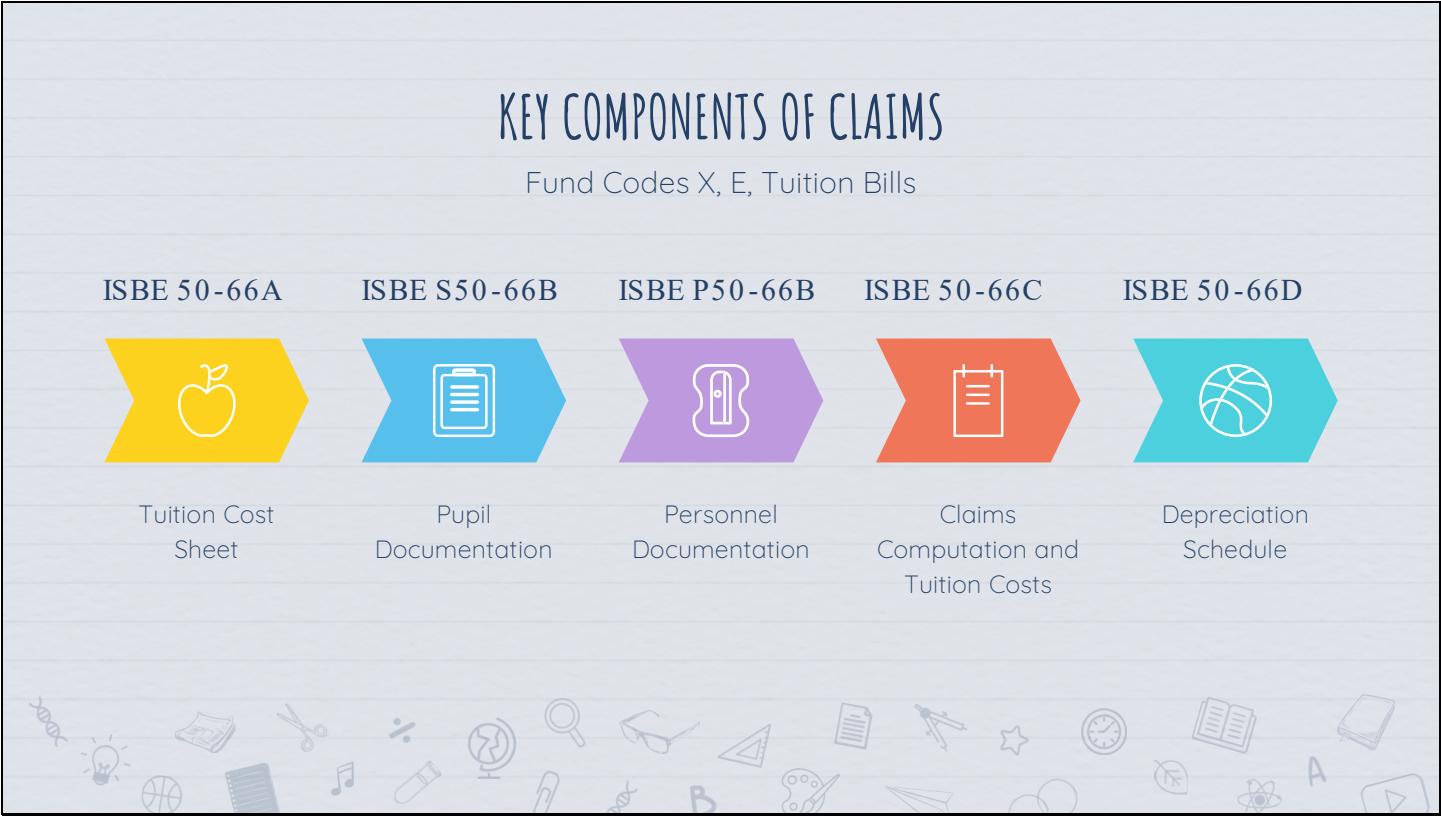 KEY COMPONENTS OF CLAIMS
Fund Codes X, E, Tuition Bills
ISBE 50-66A
ISBE S50-66B
ISBE P50-66B
ISBE 50-66C
ISBE 50-66D
Tuition Cost
Sheet
Pupil
Documentation
Personnel
Documentation
Claims
Computation and
Tuition Costs
Depreciation
Schedule
B
A